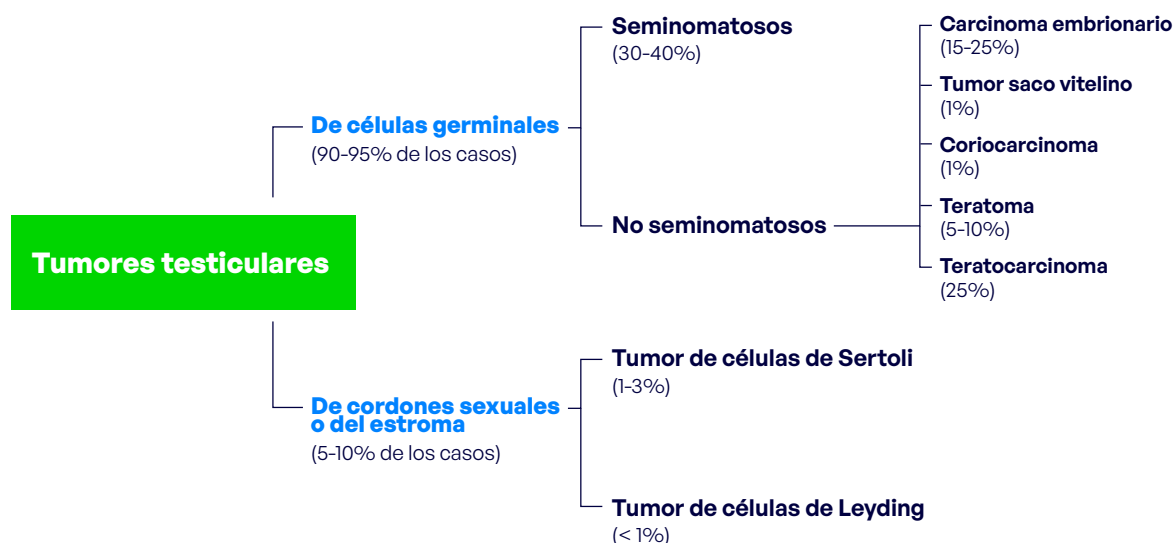 Tumores testiculares
De células germinales
(90-95% de los casos)
Seminomatosos
(30-40%)
No seminomatosos
Carcinoma embrionario
(15-25%)
Tumor saco vitelino
(1%)
Coriocarcinoma
(1%)
Teratoma
(5-10%)
Teratocarcinoma
(25%)
De cordones sexuales
o del estroma
(5-10% de los casos)
Tumor de células de Sertoli
(1-3%)
Tumor de células de Leyding
(< 1%)